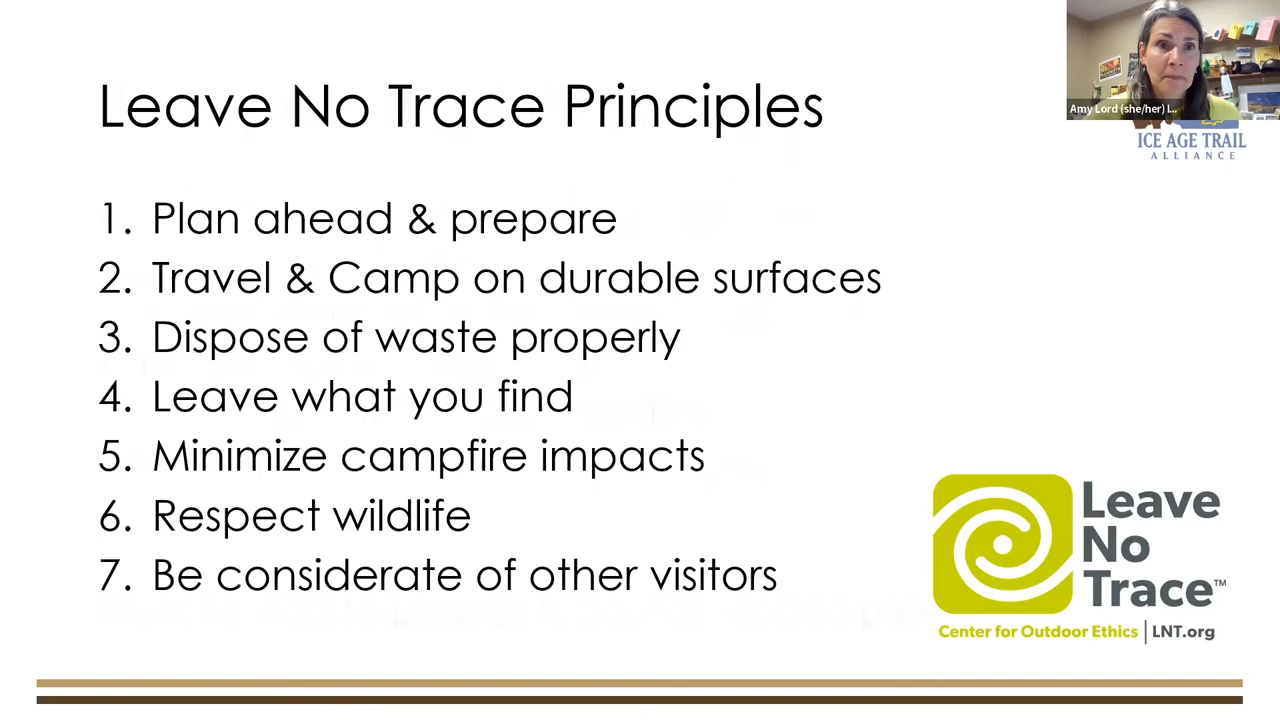 Leave No Trace Principles
Amy Lord (she/her) I...
ICE AGE TRAIL
ALLIANCE
1. Plan ahead & prepare
2. Travel & Camp on durable surfaces
3. Dispose of waste properly
4. Leave what you find
5. Minimize campfire impacts
6. Respect wildlife
7. Be considerate of other visitors
Leave
No
Trace™
Center for Outdoor Ethics | LNT.org